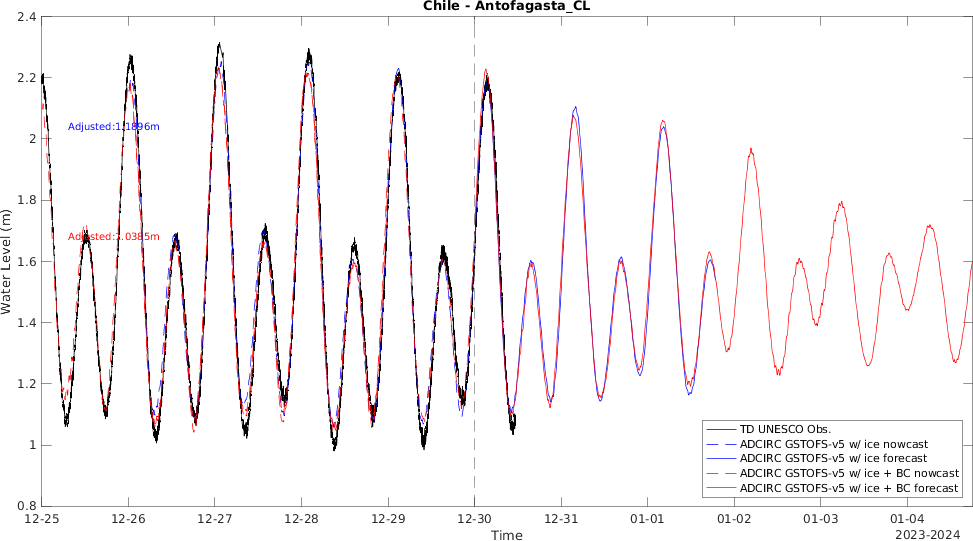 Chile - Antofagasta_CL
2.4
2.2
2
1.8
1.6
1.4
1.2
1
0.8
Water Level (m)
Adjusted:1.1896m
Adjusted:1.0385m
TD UNESCO Obs.
ADCIRC GSTOFS-v5 w/ ice nowcast
ADCIRC GSTOFS-v5 w/ ice forecast
ADCIRC GSTOFS-v5 w/ ice + BC nowcast
ADCIRC GSTOFS-v5 w/ ice + BC forecast
12-25 12-26 12-27 12-28 12-29 12-30 12-31 01-01 01-02 01-03 01-04
Time
2023-2024